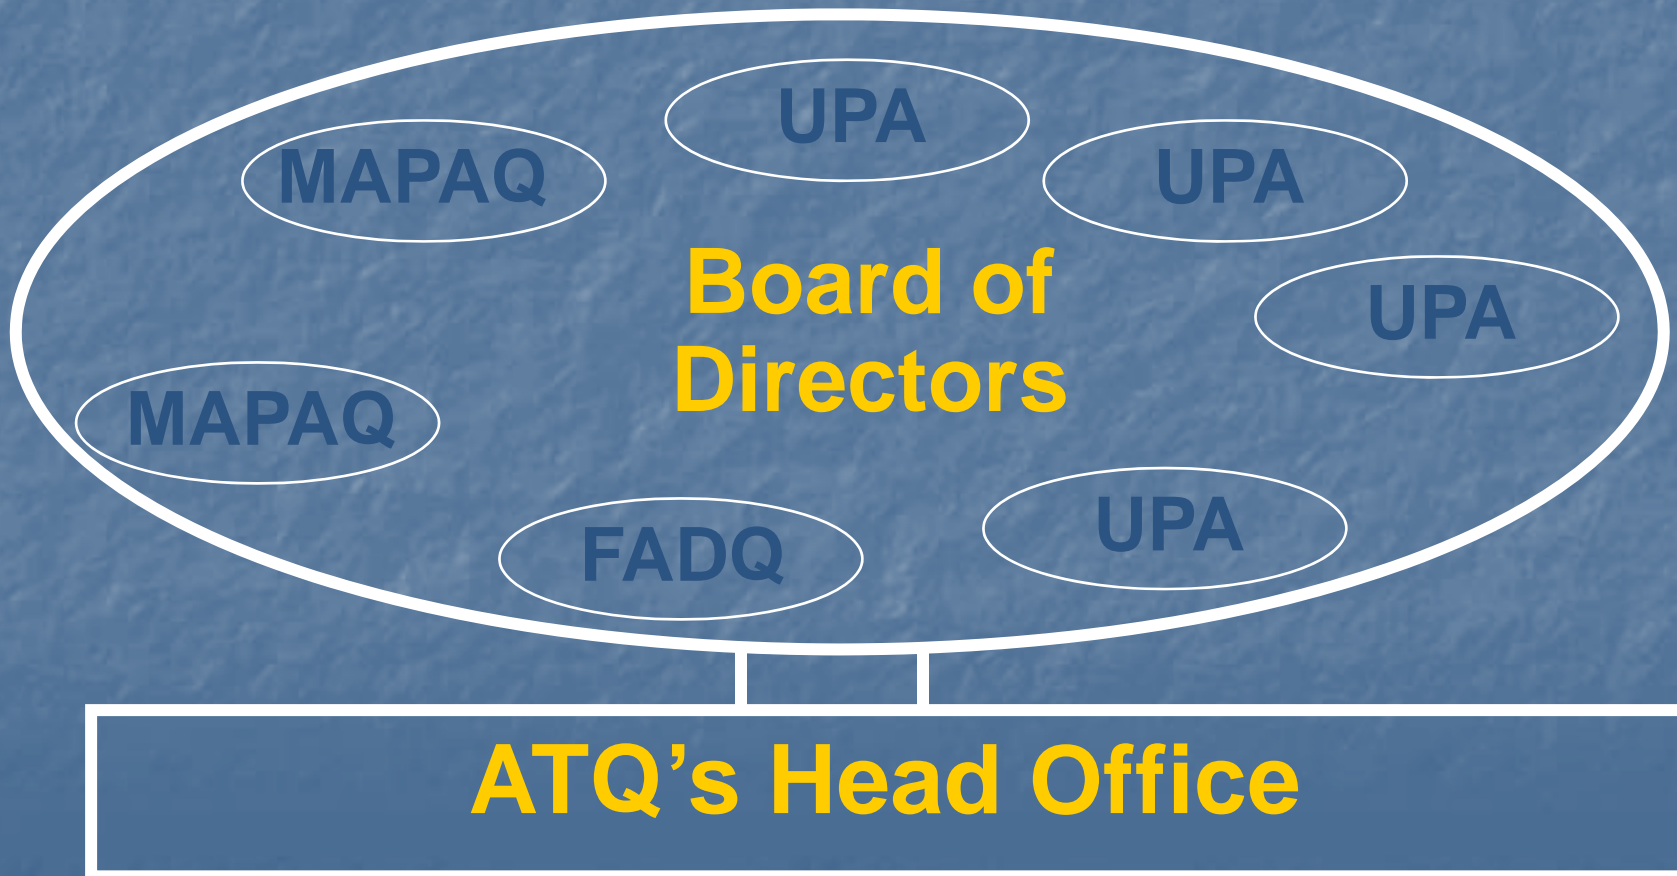 UPA
MAPAQ
UPA
Board of
Directors
UPA
MAPAQ
UPA
FADQ
ATQ’s Head Office